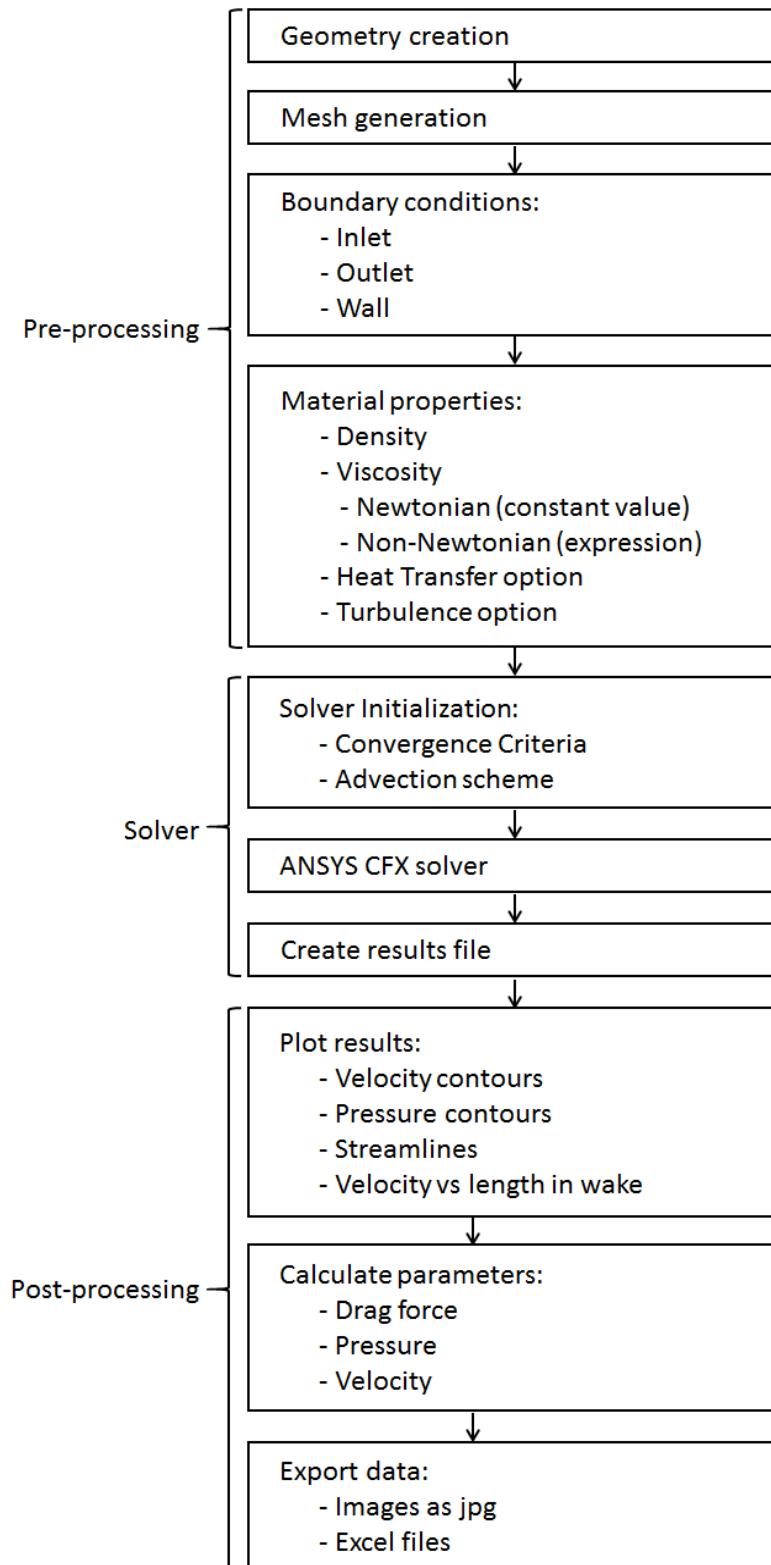 Geometry creation
Mesh generation
Boundary conditions:
- Inlet
- Outlet
- Wall
Pre-processing
Material properties:
- Density
- Viscosity
- Newtonian (constant value)
- Non-Newtonian (expression)
- Heat Transfer option
- Turbulence option
Solver Initialization:
- Convergence Criteria
- Advection scheme
Solver
ANSYS CFX solver
Create results file
Plot results:
- Velocity contours
- Pressure contours
- Streamlines
- Velocity vs length in wake
Calculate parameters:
Post-processing
- Drag force
- Pressure
- Velocity
Export data:
- Images as jpg
- Excel files